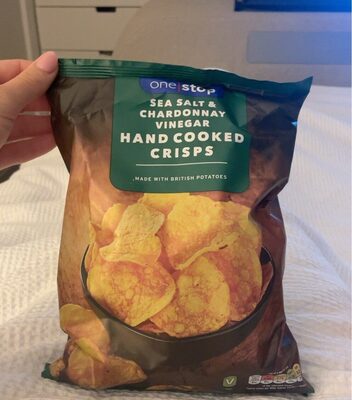 one stop
SEA SALT &
CHARDONNAY
VINEGAR
HAND COOKED
CRISPS
MADE WITH BRITISH POTATOES